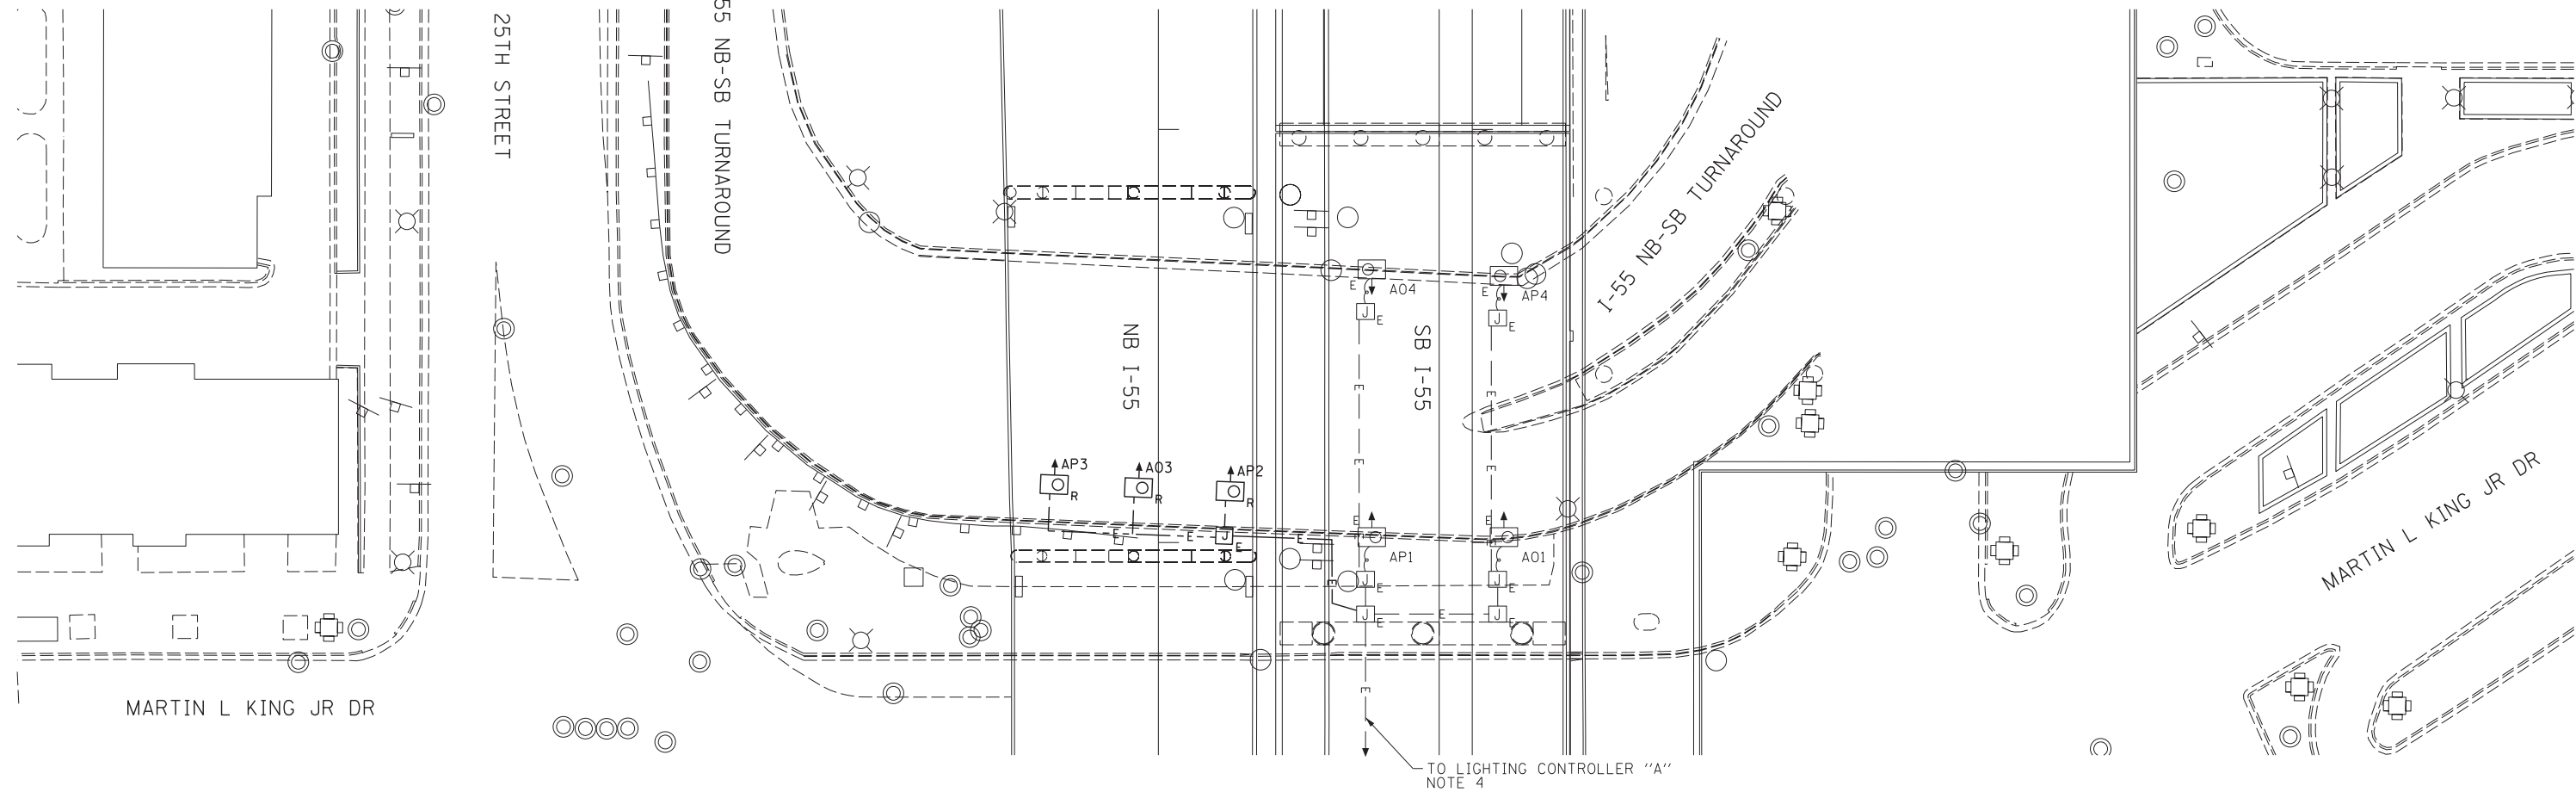 25TH STREET
55 NB-SB TURNAROUND
I-55 NB-SB TURNAROUND
E
AO4
E
AP4
J
E
J
E
NB I-55
SB I-55
E
E
E
E
AP3
AO3
AP2
R
R
R
E
E
J
E
E
E
AP1
E
AO1
E
J
E
J
E
J
E
E
J
E
E
MARTIN L KING JR DR
MARTIN L KING JR DR
TO LIGHTING CONTROLLER "A"
NOTE 4